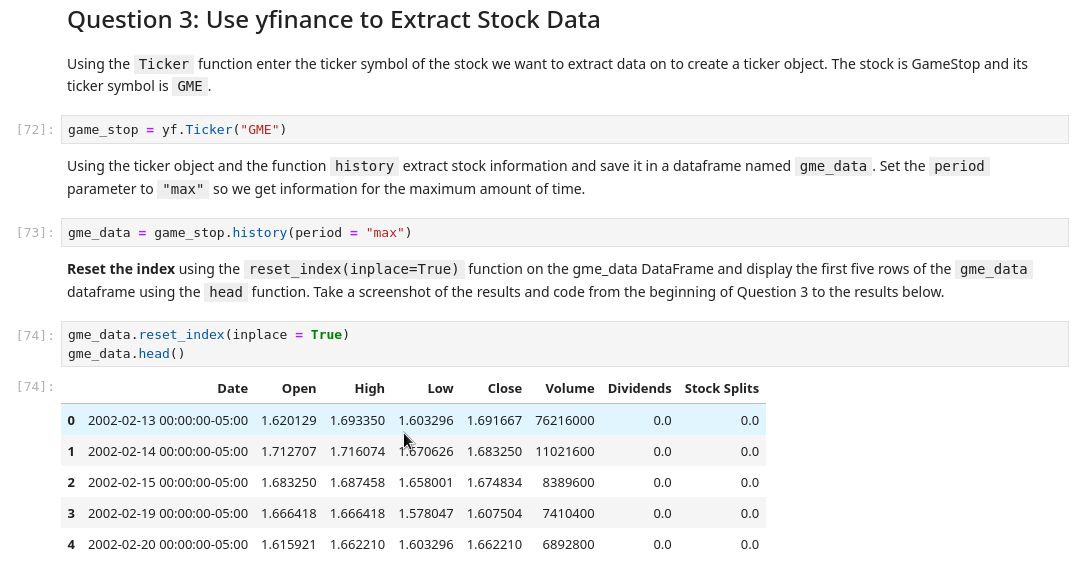 Question 3: Use yfinance to Extract Stock Data
Using the Ticker function enter the ticker symbol of the stock we want to extract data on to create a ticker object. The stock is GameStop and its
ticker symbol is GME .
[72]: game_stop = yf.Ticker("GME")
Using the ticker object and the function history extract stock information and save it in a dataframe named gme_data . Set the period
parameter to "max" so we get information for the maximum amount of time.
[73]: gme_data = game_stop.history(period = "max")
Reset the index using the reset_index(inplace=True) function on the gme_data DataFrame and display the first five rows of the gme_data
dataframe using the head function. Take a screenshot of the results and code from the beginning of Question 3 to the results below.
[74]: gme_data.reset_index(inplace = True)
gme_data.head()
[74]: Date Open High Low Close Volume Dividends Stock Splits
0 2002-02-13 00:00:00-05:00 1.620129 1.693350 1.603296 1.691667 76216000 0.0 0.0
1 2002-02-14 00:00:00-05:00 1.712707 1.716074 1.670626 1.683250 11021600 0.0 0.0
2 2002-02-15 00:00:00-05:00 1.683250 1.687458 1.658001 1.674834 8389600 0.0 0.0
3 2002-02-19 00:00:00-05:00 1.666418 1.666418 1.578047 1.607504 7410400 0.0 0.0
4 2002-02-20 00:00:00-05:00 1.615921 1.662210 1.603296 1.662210 6892800 0.0 0.0